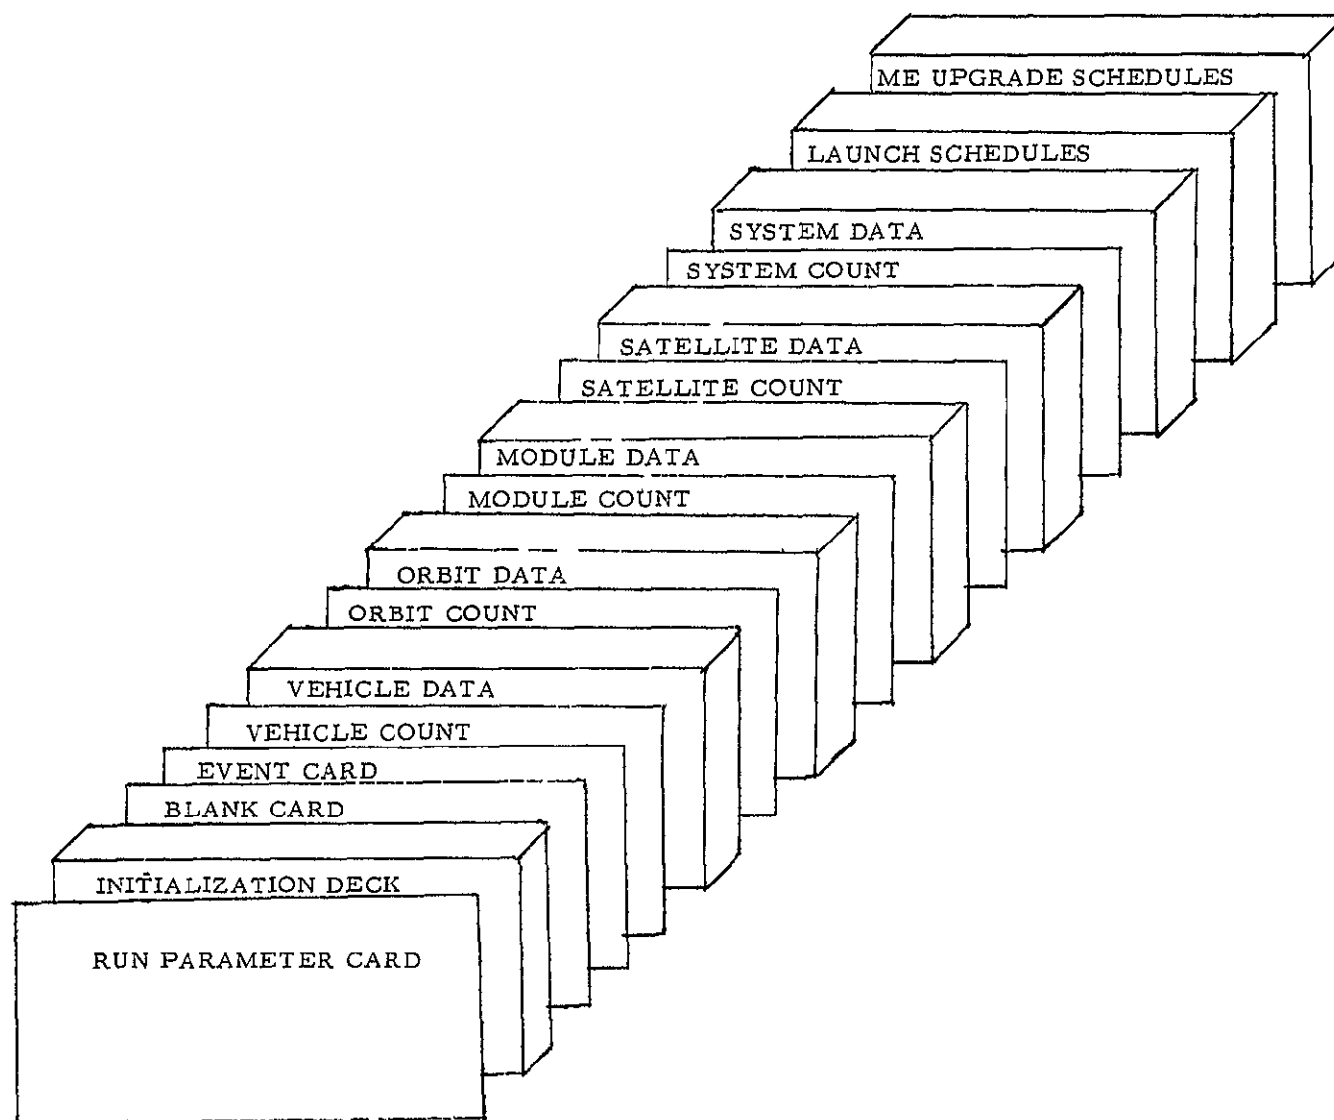 ME UPGRADE SCHEDULES
LAUNCH SCHEDULES
SYSTEM DATA
SYSTEM COUNT
SATELLITE DATA
SATELLITE COUNT
MODULE DATA
MODULE COUNT
ORBIT DATA
ORBIT COUNT
VEHICLE DATA
VEHICLE COUNT
EVENT CARD
BLANK CARD
INITIALIZATION DECK
RUN PARAMETER CARD